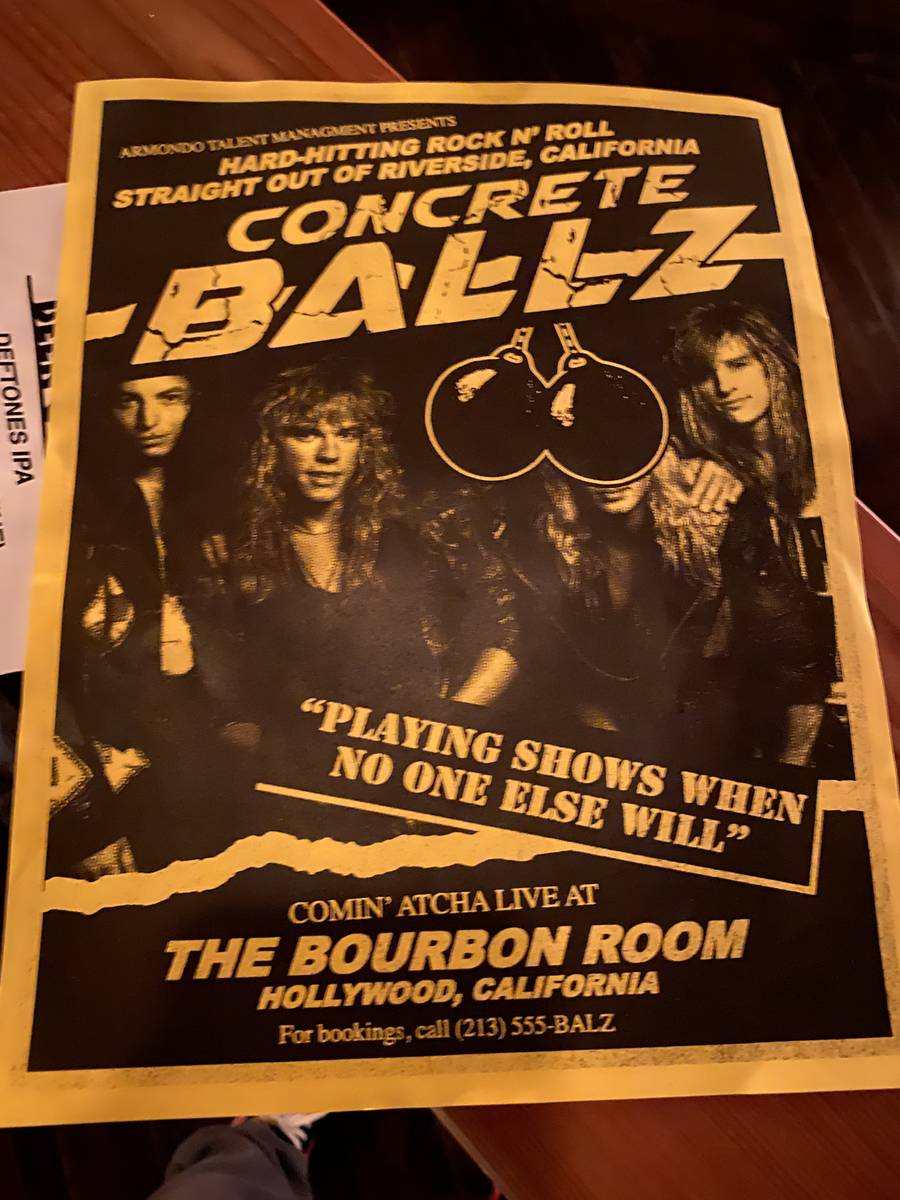 ARMONDO TALENT MANAGMENT PRESENTS
HARD-HITTING ROCK N' ROLL
STRAIGHT OUT OF RIVERSIDE, CALIFORNIA
CONCRETE
BALLZ
"PLAYING SHOWS WHEN
NO ONE ELSE WILL"
COMIN' ATCHA LIVE AT
THE BOURBON ROOM
HOLLYWOOD, CALIFORNIA
For bookings, call (213) 555-BALZ
DEFTONES IPA